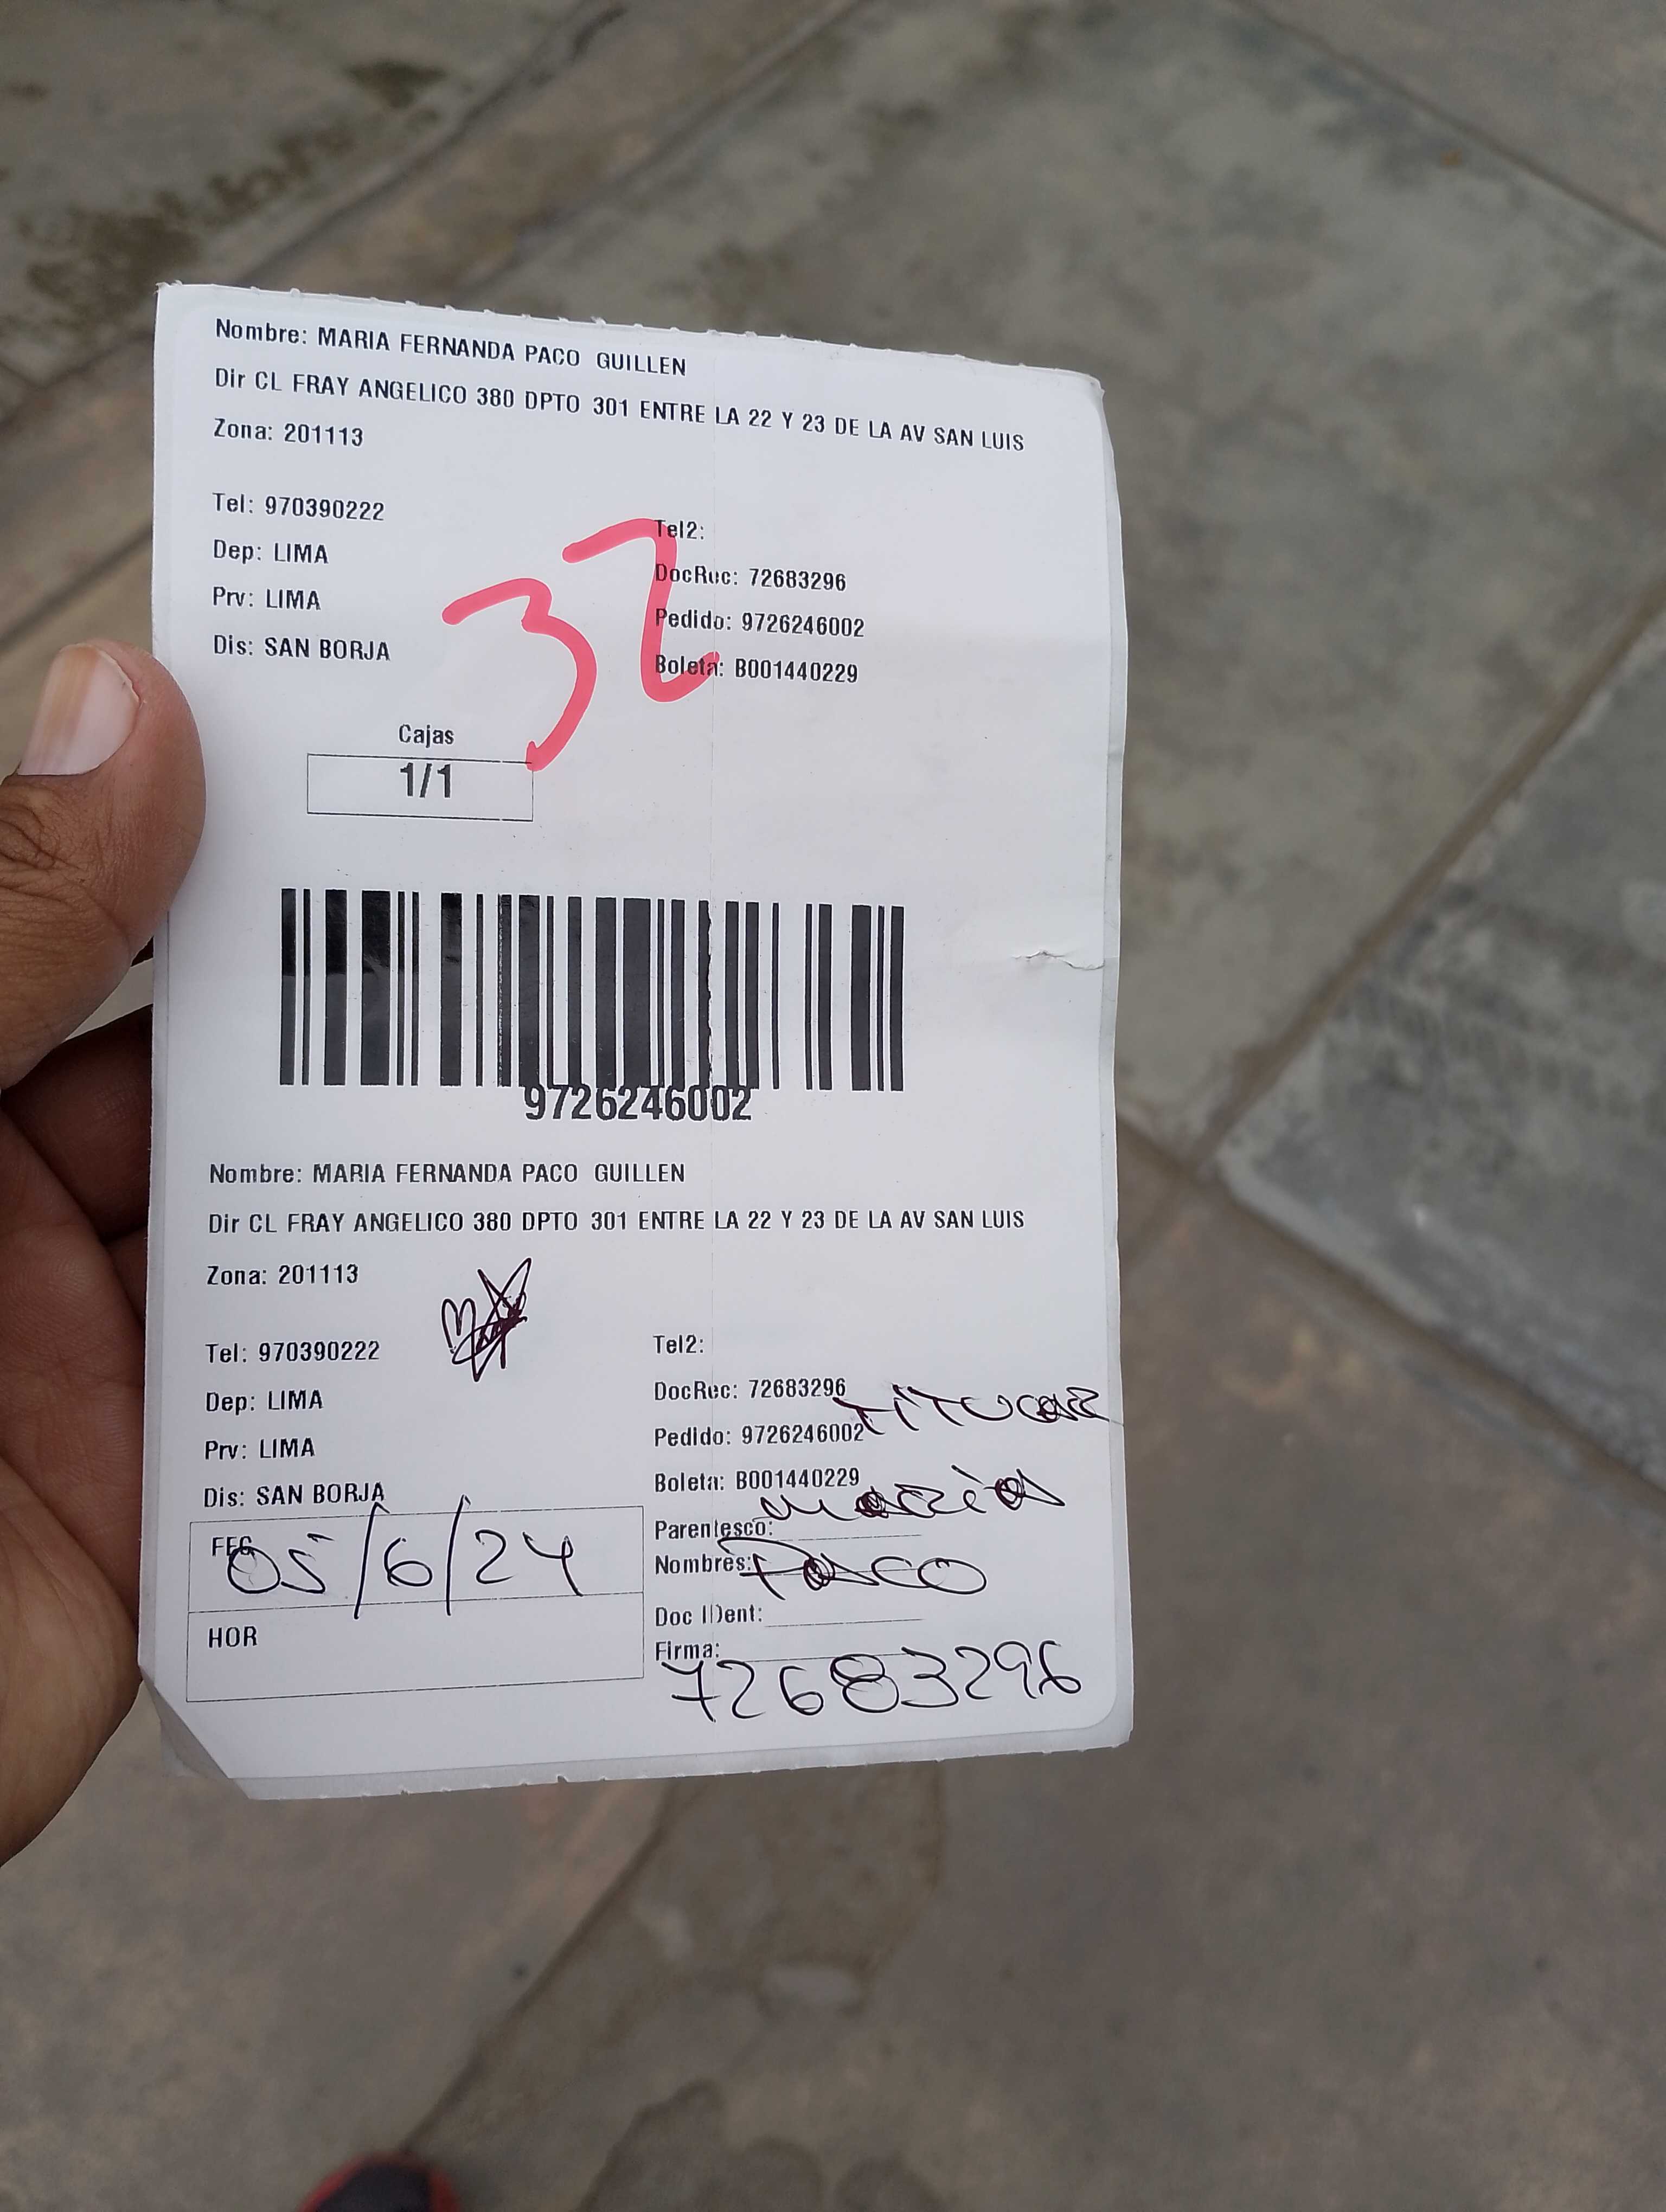 Nombre: MARIA FERNANDA PACO GUILLEN
Dir CL FRAY ANGELICO 380 DPTO 301 ENTRE LA 22 Y 23 DE LA AV SAN LUIS
Zona: 201113
Tel: 970390222
Tel2:
Dep: LIMA
DocRec: 72683296
Prv: LIMA
Pedido: 9726246002
Dis: SAN BORJA
Boleta: B001440229
32
Cajas
1/1
9726246002
Nombre: MARIA FERNANDA PACO GUILLEN
Dir CL FRAY ANGELICO 380 DPTO 301 ENTRE LA 22 Y 23 DE LA AV SAN LUIS
Zona: 201113
Tel: 970390222
Tel2:
Dep: LIMA
DocRec: 72683296
TITULAR
Prv: LIMA
Pedido: 9726246002
Dis: SAN BORJA
Boleta: B001440229
FEC 05/6/24
Parentesco: María
Nombres: Paco
HOR
Doc IDent:
Firma:
72683296